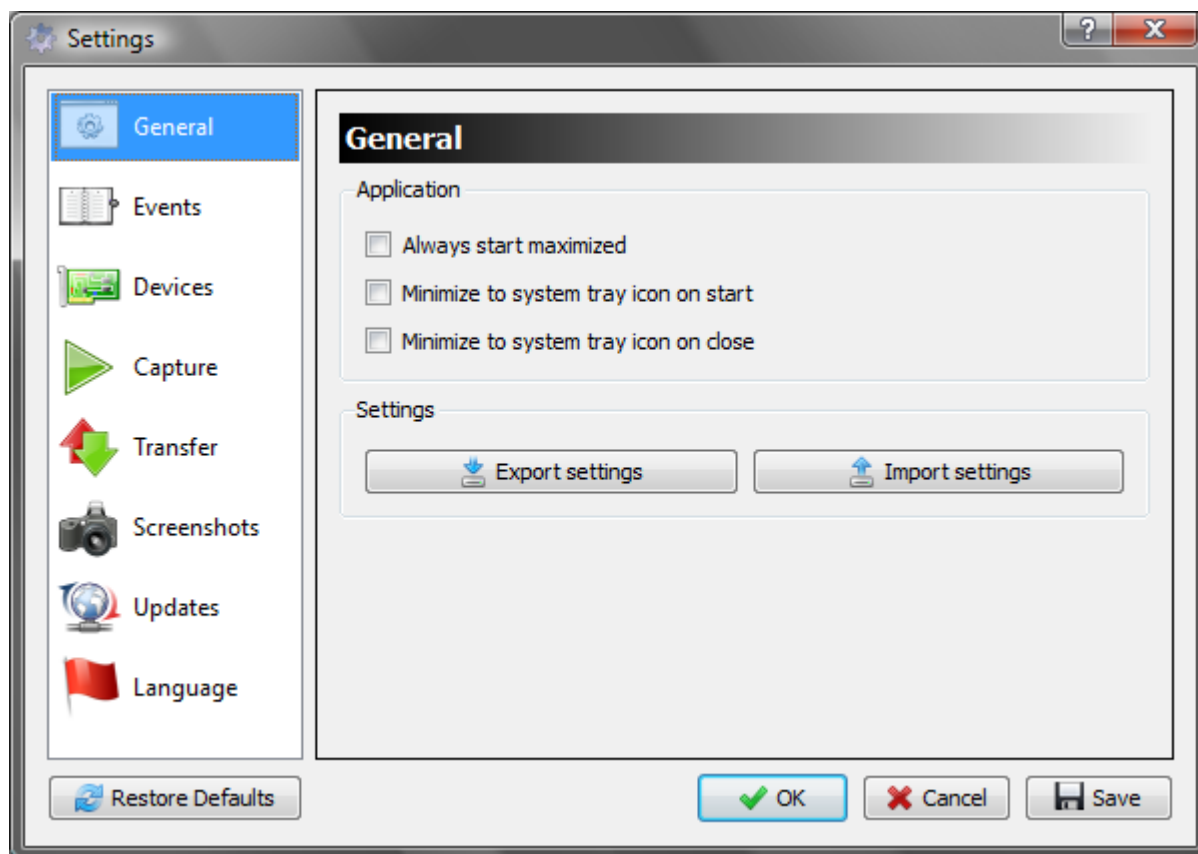 Settings
?
X
General
Events
Devices
Capture
Transfer
Screenshots
Updates
Language
General
Application
Always start maximized
Minimize to system tray icon on start
Minimize to system tray icon on close
Settings
Export settings Import settings
Restore Defaults OK Cancel Save